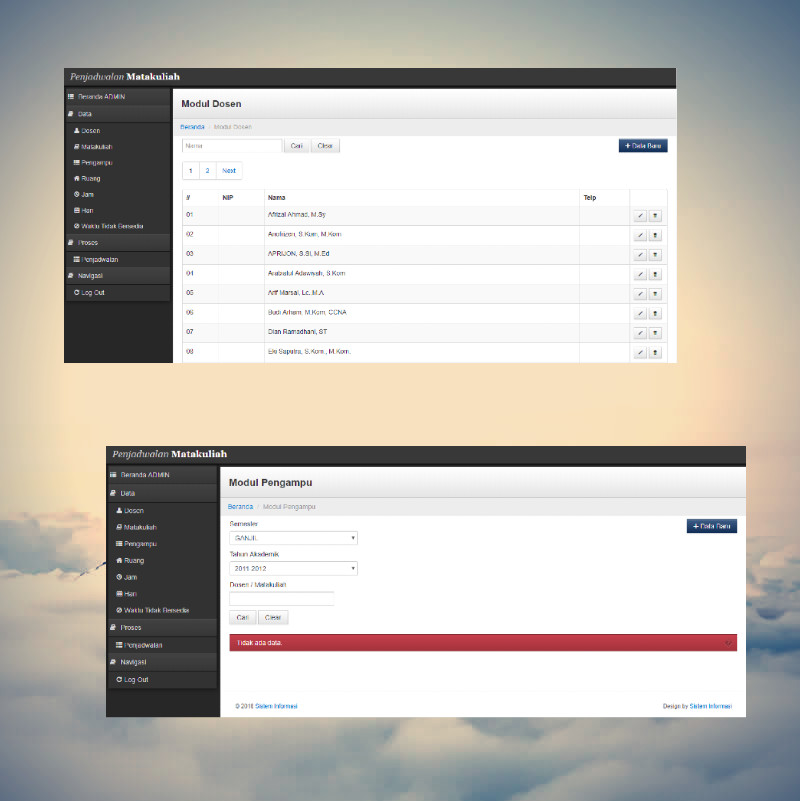 Penjadwalan Matakuliah
Beranda ADMIN
Data
Dosen
Matakuliah
Pengampu
Ruang
Jam
Hari
Waktu Tidak Bersedia
Proses
Penjadwalan
Navigasi
Log Out
Modul Dosen
Beranda / Modul Dosen
Nama Cari Clear + Data Baru
1 2 Next
# NIP Nama Telp
01 Afrizal Ahmad, M.Sy
02 S.Kom, M.Kom
03 APRIJON, S.Si, M.Ed
04 Arabiatul Adawiyah, S.Kom
05 Arif Marsal, Lc, M.A
06 Budi Arham, M.Kom, CCNA
07 Dian Ramadhani, ST
08 Eki Saputra, S.Kom., M.Kom.
Penjadwalan Matakuliah
Beranda ADMIN
Data
Dosen
Matakuliah
Pengampu
Ruang
Jam
Hari
Waktu Tidak Bersedia
Proses
Penjadwalan
Navigasi
Log Out
Modul Pengampu
Beranda / Modul Pengampu
+ Data Baru
Semester
GANJIL
Tahun Akademik
2011-2012
Dosen / Matakuliah
Cari Clear
Tidak ada data.
© 2018 Sistem Informasi
Design by Sistem Informasi